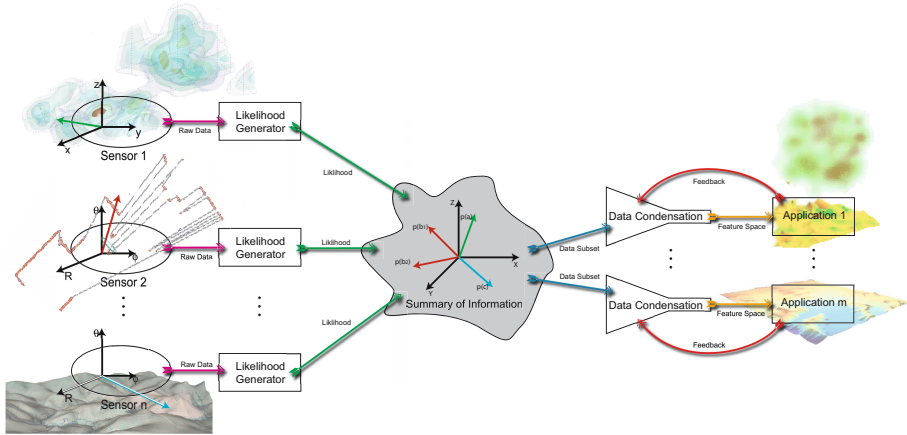 Z
y
x
Sensor 1
Raw Data
Likelihood
Generator
Liklihood
θ
ϕ
R
Sensor 2
Raw Data
Likelihood
Generator
Liklihood
θ
ϕ
R
Sensor n
Raw Data
Likelihood
Generator
Liklihood
Z
p(a)
p(b₁)
p(b₂)
X
Y
p(c)
Summary of Information
Data Subset
Data Subset
Feedback
Data Condensation
Feature Space
Application 1
Data Condensation
Feature Space
Application m
Feedback